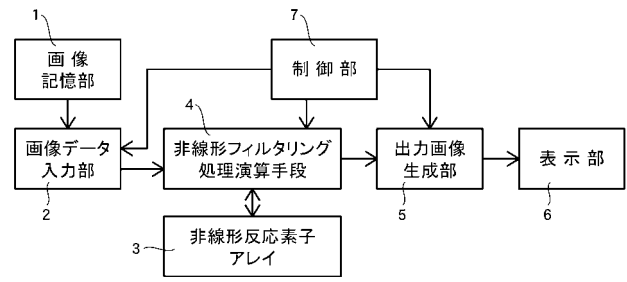 1
画 像
記憶部
7
制 御 部
4
画像データ
入力部
2
非線形フィルタリング
処理演算手段
出力画像
生成部
5
表 示 部
6
3
非線形反応素子
アレイ